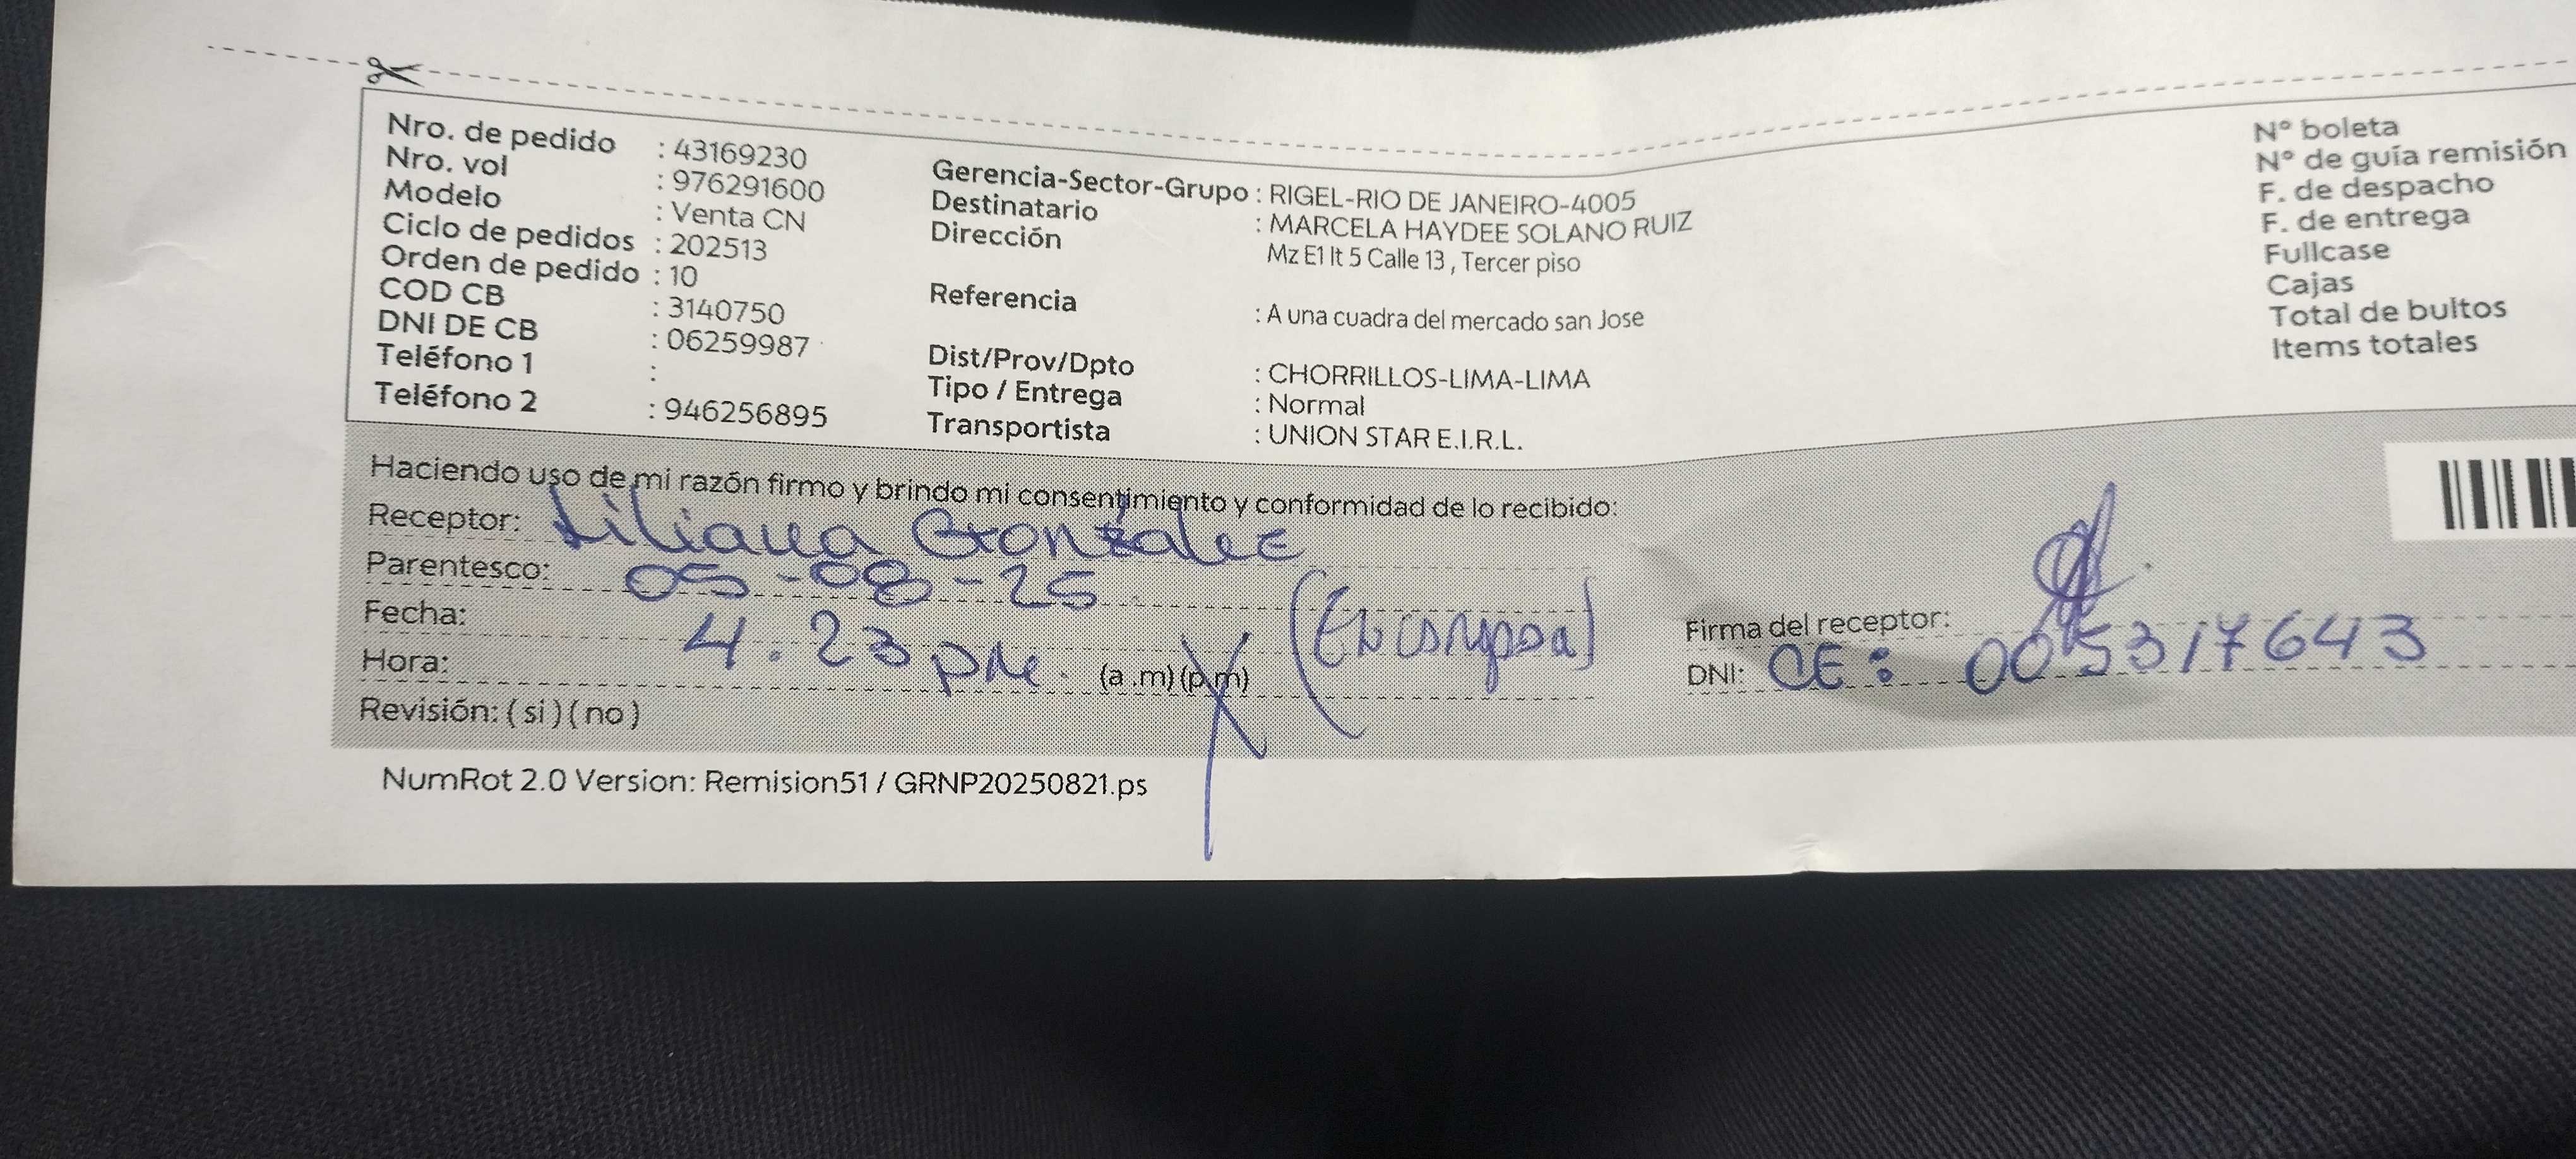 Nro. de pedido : 43169230
Nro. vol : 976291600
Modelo : Venta CN
Ciclo de pedidos : 202513
Orden de pedido : 10
COD CB : 3140750
DNI DE CB : 06259987
Teléfono 1 :
Teléfono 2 : 946256895
Gerencia-Sector-Grupo : RIGEL-RIO DE JANEIRO-4005
Destinatario : MARCELA HAYDEE SOLANO RUIZ
Dirección Mz E1 lt 5 Calle 13 , Tercer piso
Referencia : A una cuadra del mercado san Jose
Dist/Prov/Dpto : CHORRILLOS-LIMA-LIMA
Tipo / Entrega : Normal
Transportista : UNION STAR E.I.R.L.
N° boleta
N° de guía remisión
F. de despacho
F. de entrega
Fullcase
Cajas
Total de bultos
Items totales
Haciendo uso de mi razón firmo y brindo mi consentimiento y conformidad de lo recibido:
Receptor: Liliana Gonzalez
Parentesco: 05-08-25
Fecha: 4.23 pm
Hora: (a .m) (p.m)
Revisión: ( si ) ( no )
Firma del receptor:
DNI: CE: 005317643
NumRot 2.0 Version: Remision51 / GRNP20250821.ps